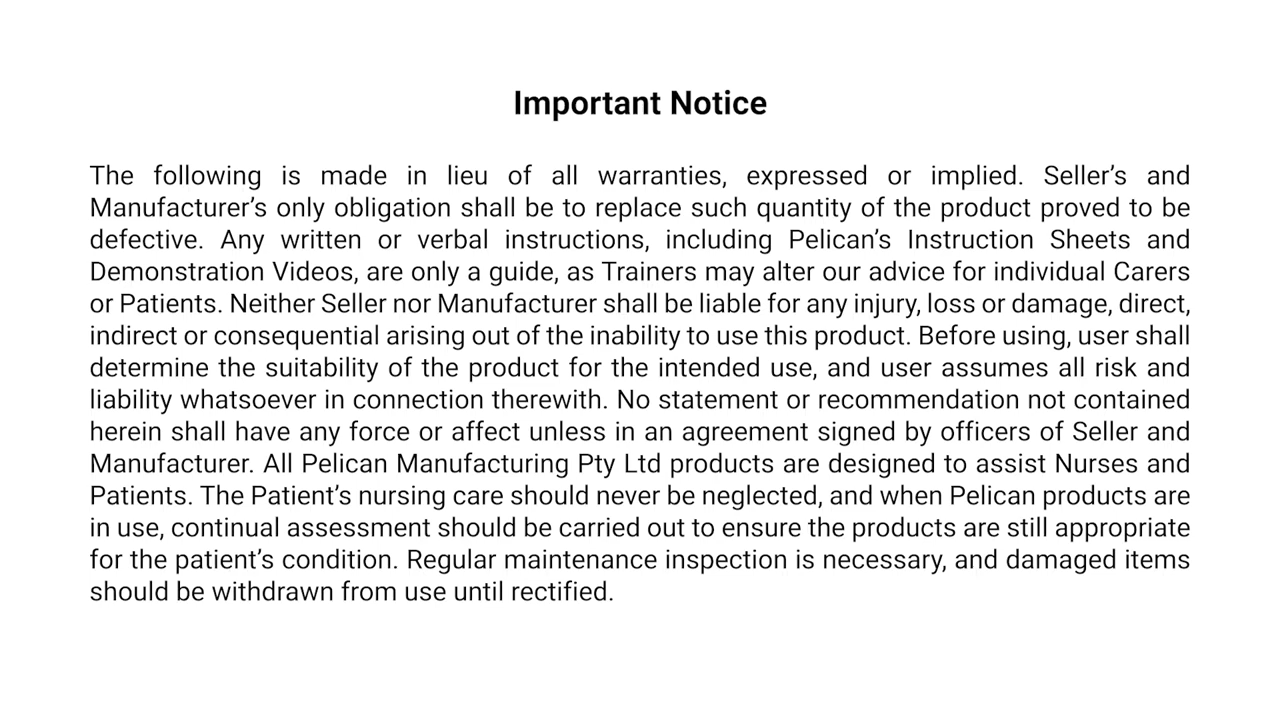 Important Notice
The following is made in lieu of all warranties, expressed or implied. Seller’s and
Manufacturer’s only obligation shall be to replace such quantity of the product proved to be
defective. Any written or verbal instructions, including Pelican’s Instruction Sheets and
Demonstration Videos, are only a guide, as Trainers may alter our advice for individual Carers
or Patients. Neither Seller nor Manufacturer shall be liable for any injury, loss or damage, direct,
indirect or consequential arising out of the inability to use this product. Before using, user shall
determine the suitability of the product for the intended use, and user assumes all risk and
liability whatsoever in connection therewith. No statement or recommendation not contained
herein shall have any force or affect unless in an agreement signed by officers of Seller and
Manufacturer. All Pelican Manufacturing Pty Ltd products are designed to assist Nurses and
Patients. The Patient’s nursing care should never be neglected, and when Pelican products are
in use, continual assessment should be carried out to ensure the products are still appropriate
for the patient’s condition. Regular maintenance inspection is necessary, and damaged items
should be withdrawn from use until rectified.